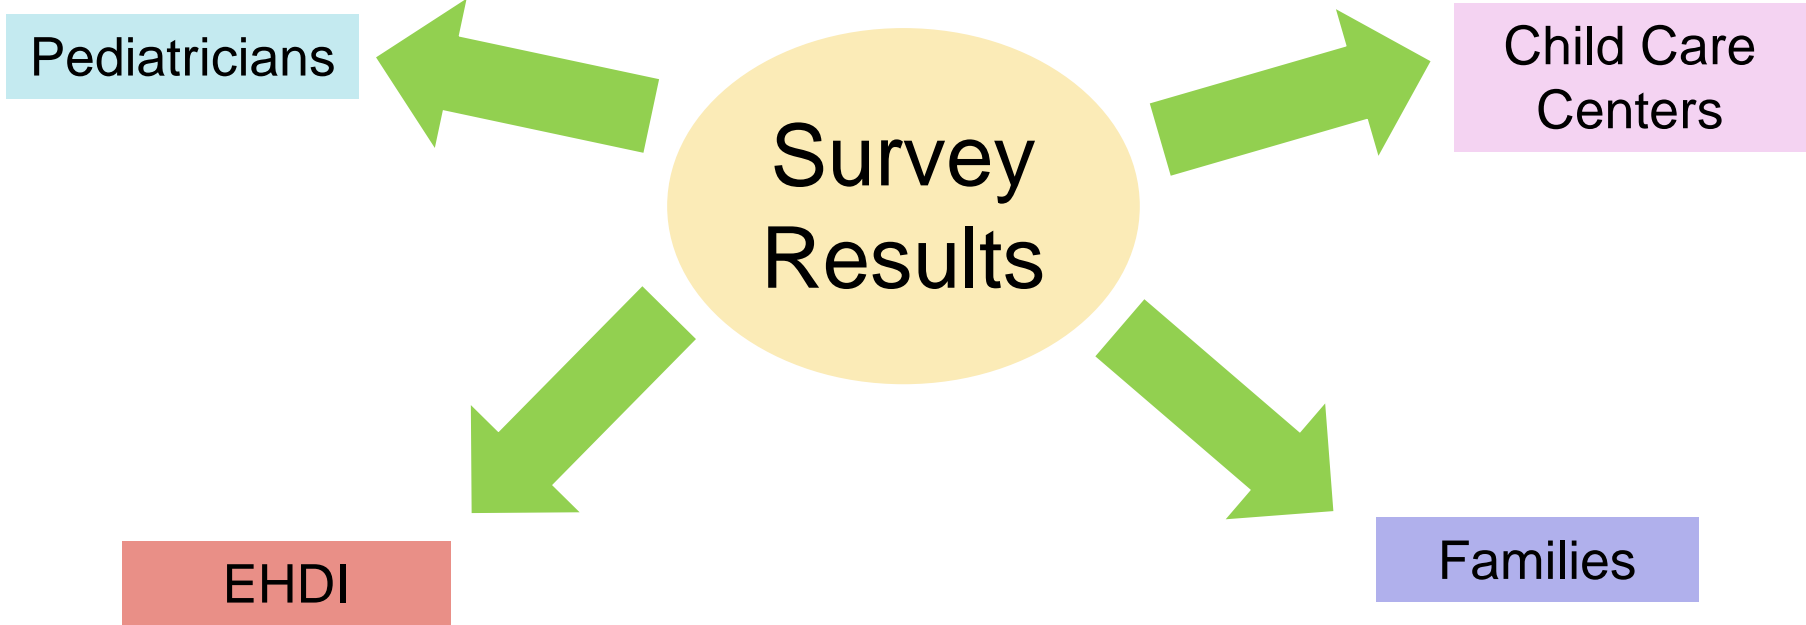 Pediatricians
Child Care
Centers
Survey
Results
EHDI
Families